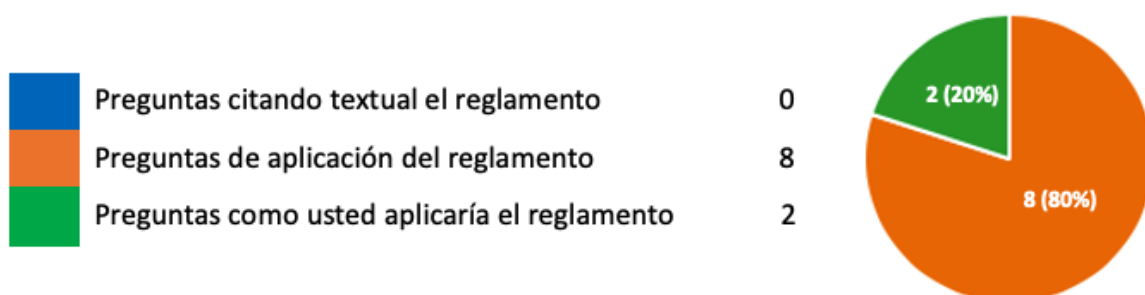 Preguntas citando textual el reglamento 0
Preguntas de aplicación del reglamento 8
Preguntas como usted aplicaría el reglamento 2
2 (20%)
8 (80%)